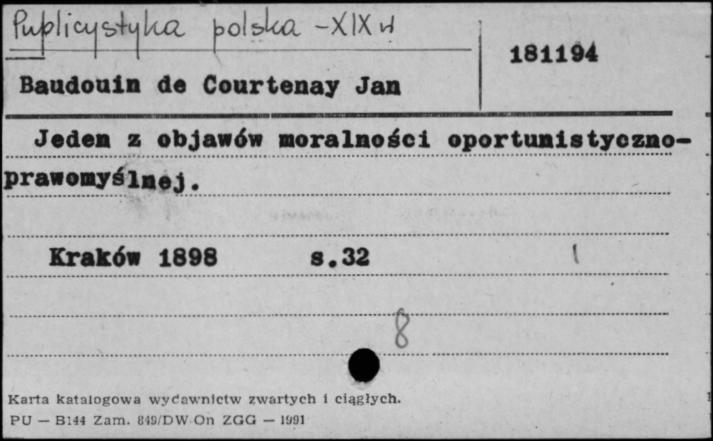 Publicystyka polska - XIX w
181194
Baudouin de Courtenay Jan
Jeden z objawów moralności oportunistyczno-
prawomyślnej.
Kraków 1898 s.32
8
Karta katalogowa wydawnictw zwartych i ciągłych.
PU — B144 Zam. 849/DW-On ZGG — 1991